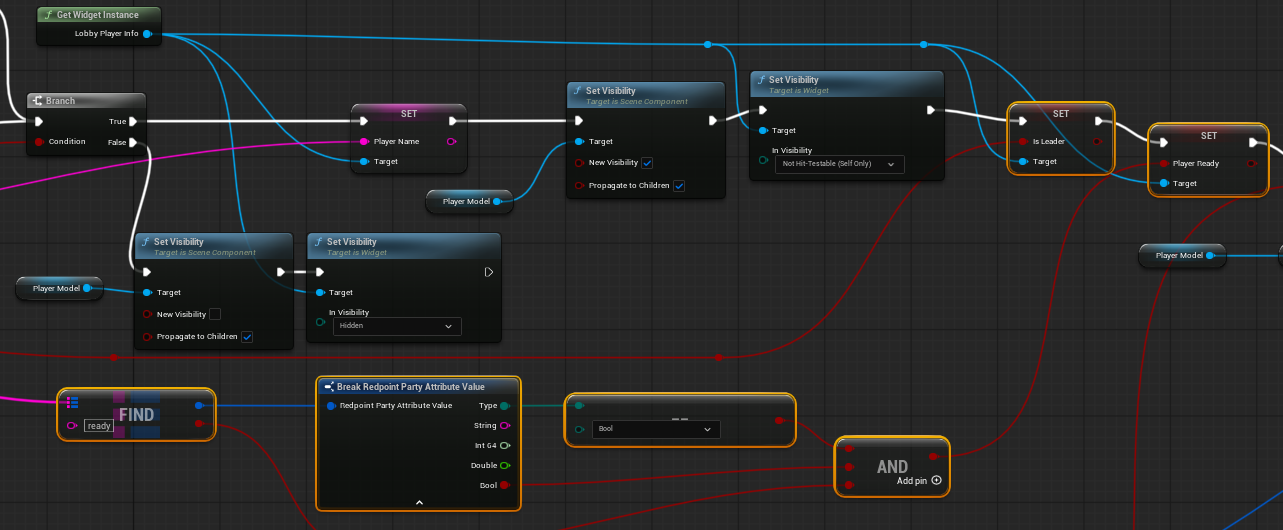 Get Widget Instance
Lobby Player Info
Branch
True
Condition
False
SET
Player Name
Target
Player Model
Set Visibility
Target is Scene Component
Target
New Visibility
Propagate to Children
Set Visibility
Target is Widget
Target
In Visibility
Not Hit-Testable (Self Only)
SET
Is Leader
Target
SET
Player Ready
Target
Player Model
Player Model
Set Visibility
Target is Scene Component
Target
New Visibility
Propagate to Children
Set Visibility
Target is Widget
Target
In Visibility
Hidden
FIND
ready
Break Redpoint Party Attribute Value
Redpoint Party Attribute Value
Type
String
Int 64
Double
Bool
==
Bool
AND
Add pin